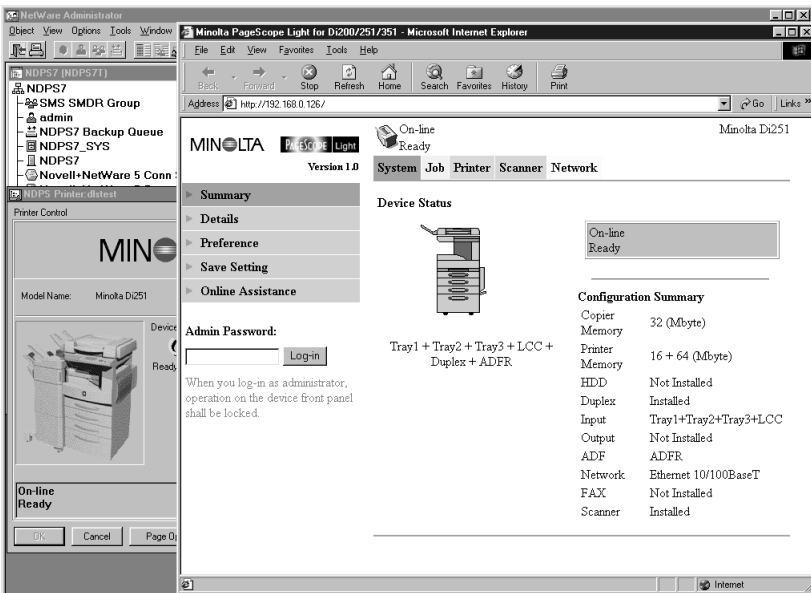 NetWare Administrator
Object View Options Tools Window
NDPS7 (NDPS7T)
NDPS7
SMS SMDR Group
admin
NDPS7 Backup Queue
NDPS7_SYS
NDPS7
Novell+NetWare 5 Conn
NDPS Printer:dlstest
Printer Control
MIN
Model Name: Minolta Di251
Device
Ready
On-line
Ready
OK Cancel Page
Minolta PageScope Light for Di200/251/351 - Microsoft Internet Explorer
File Edit View Favorites Tools Help
Back Forward Stop Refresh Home Search Favorites History Print
Address http://192.168.0.126/ Go Links »
MINOLTA PAGESCOPE Light
Version 1.0
On-line
Ready
Minolta Di251
System Job Printer Scanner Network
Summary
Details
Preference
Save Setting
Online Assistance
Admin Password:
Log-in
When you log-in as administrator,
operation on the device front panel
shall be locked.
Device Status
Tray1 + Tray2 + Tray3 + LCC +
Duplex + ADFR
On-line
Ready
Configuration Summary
Copier Memory 32 (Mbyte)
Printer Memory 16 + 64 (Mbyte)
HDD Not Installed
Duplex Installed
Input Tray1+Tray2+Tray3+LCC
Output Not Installed
ADF ADFR
Network Ethernet 10/100BaseT
FAX Not Installed
Scanner Installed
Internet